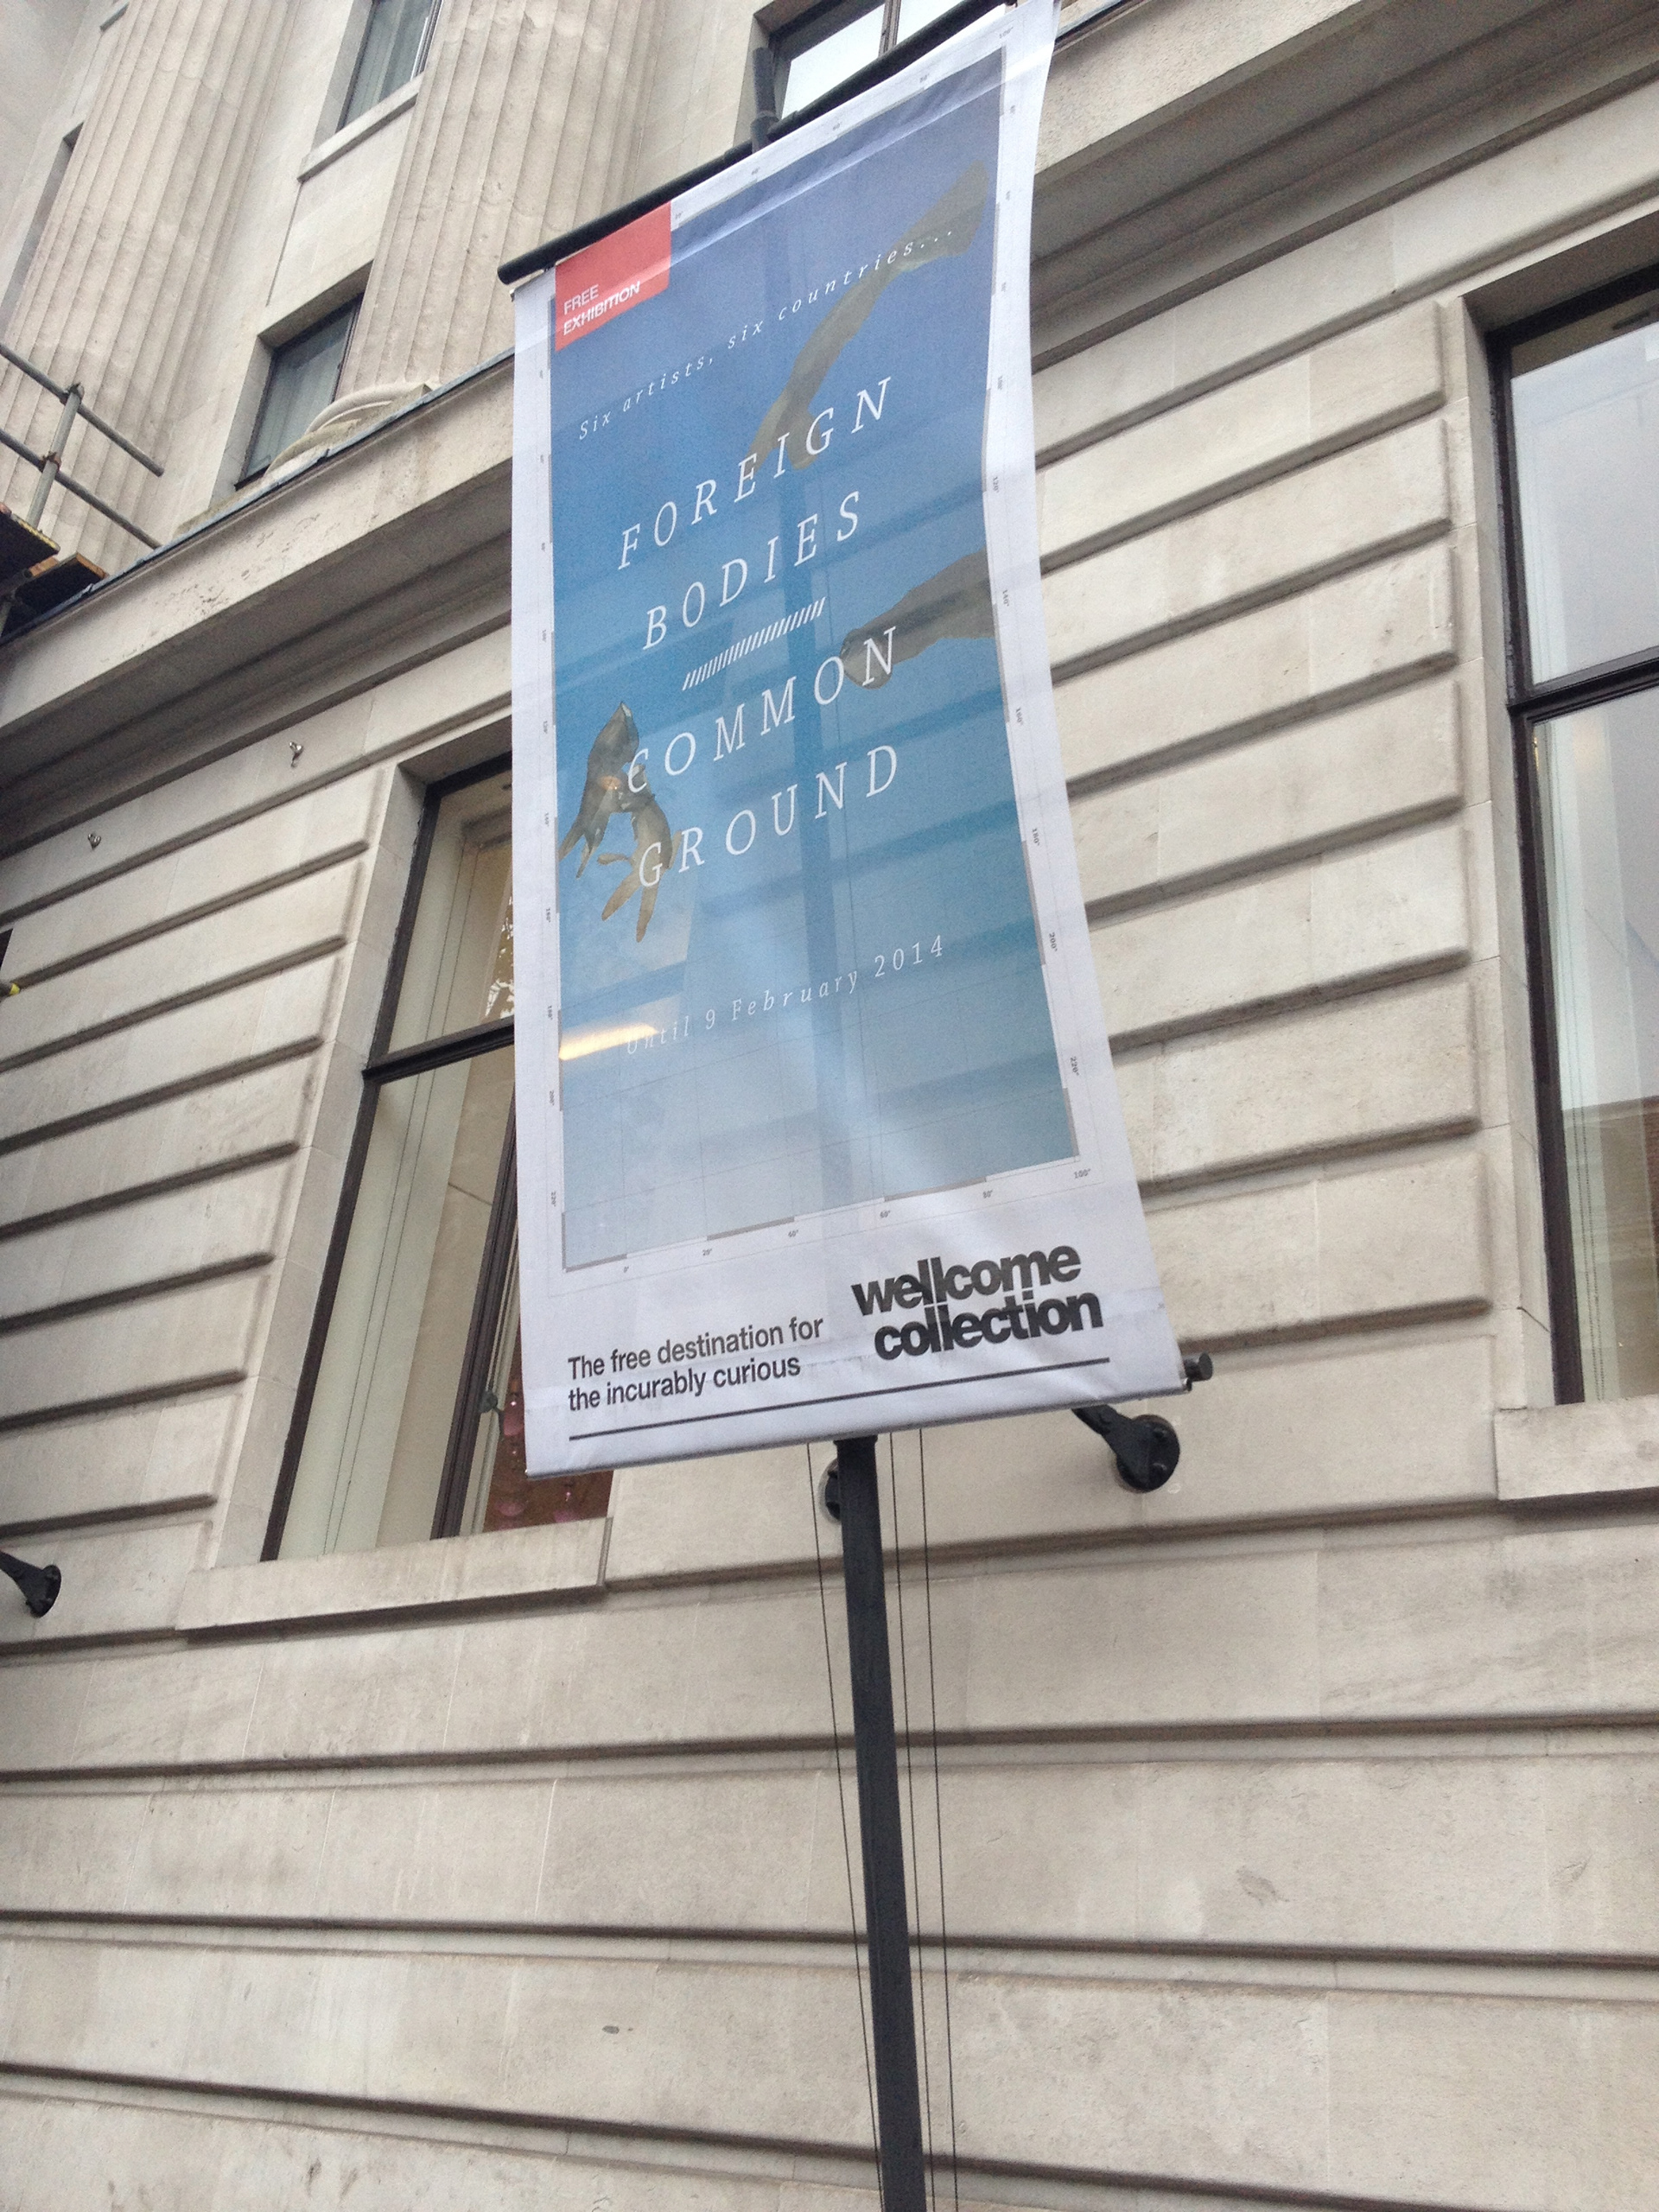 FREE
EXHIBITION
Six artists, six countries...
FOREIGN
BODIES
COMMON
GROUND
Until 9 February 2014
The free destination for
the incurably curious
wellcome
collection